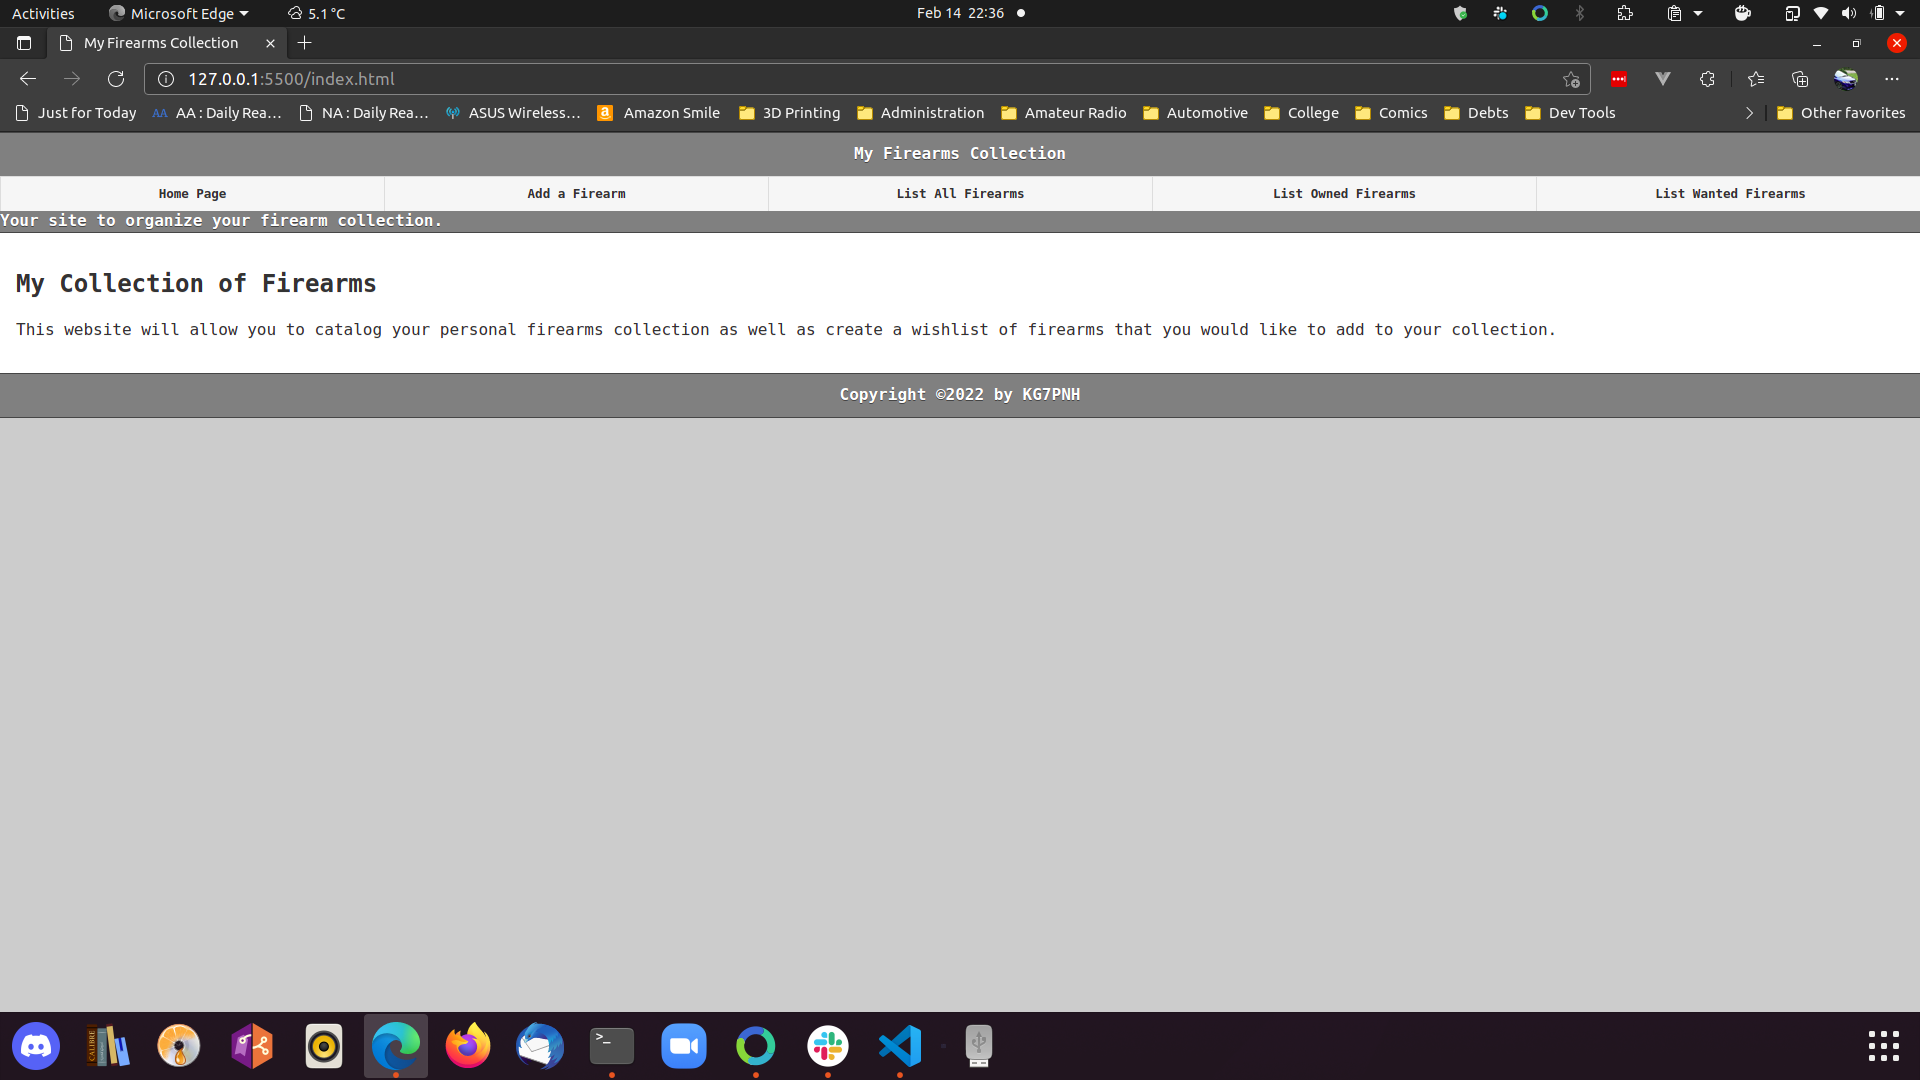 Activities Microsoft Edge 5.1 °C Feb 14 22:36
My Firearms Collection
127.0.0.1:5500/index.html
Just for Today AA AA : Daily Rea... NA : Daily Rea... ASUS Wireless... a Amazon Smile 3D Printing Administration Amateur Radio Automotive College Comics Debts Dev Tools Other favorites
My Firearms Collection
Home Page Add a Firearm List All Firearms List Owned Firearms List Wanted Firearms
Your site to organize your firearm collection.
My Collection of Firearms
This website will allow you to catalog your personal firearms collection as well as create a wishlist of firearms that you would like to add to your collection.
Copyright ©2022 by KG7PNH
CALIBRE >_